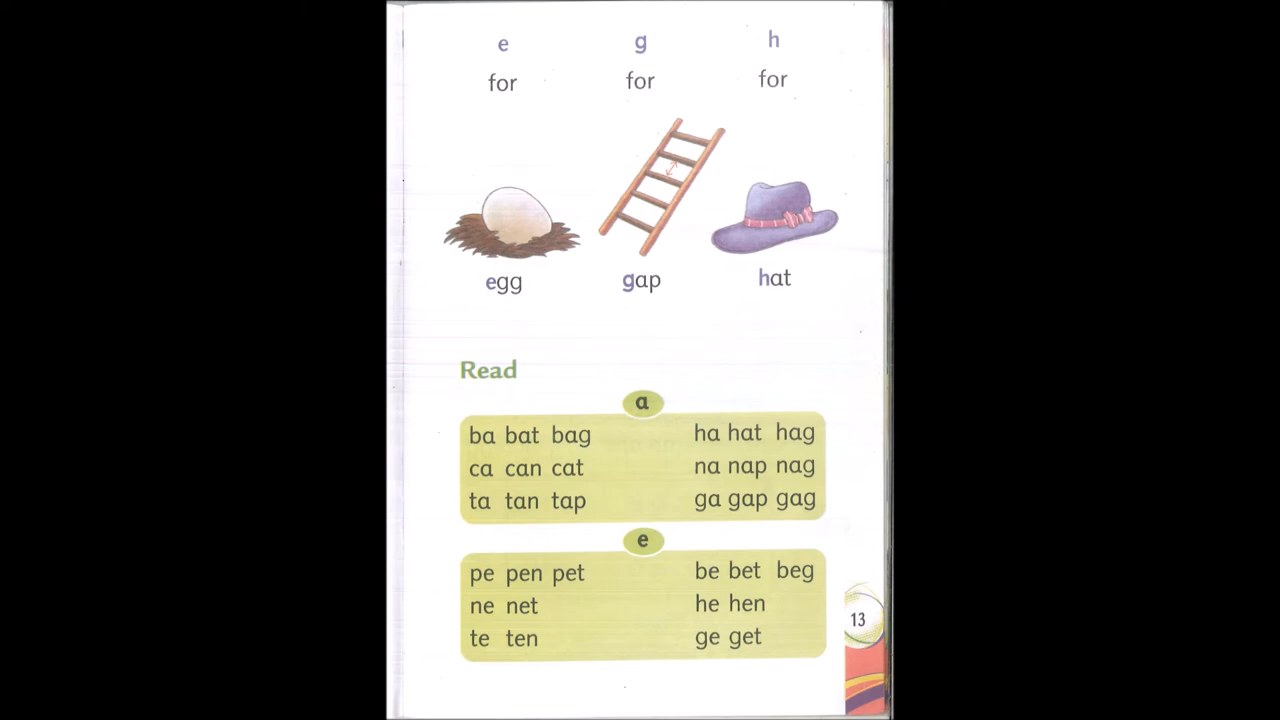 e g h
for for for
egg gap hat
Read
a
ba bat bag ha hat hag
ca can cat na nap nag
ta tan tap ga gap gag
e
pe pen pet be bet beg
ne net he hen
te ten ge get
13